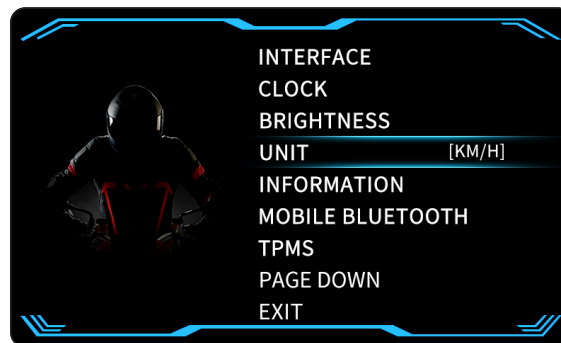 INTERFACE
CLOCK
BRIGHTNESS
UNIT [KM/H]
INFORMATION
MOBILE BLUETOOTH
TPMS
PAGE DOWN
EXIT